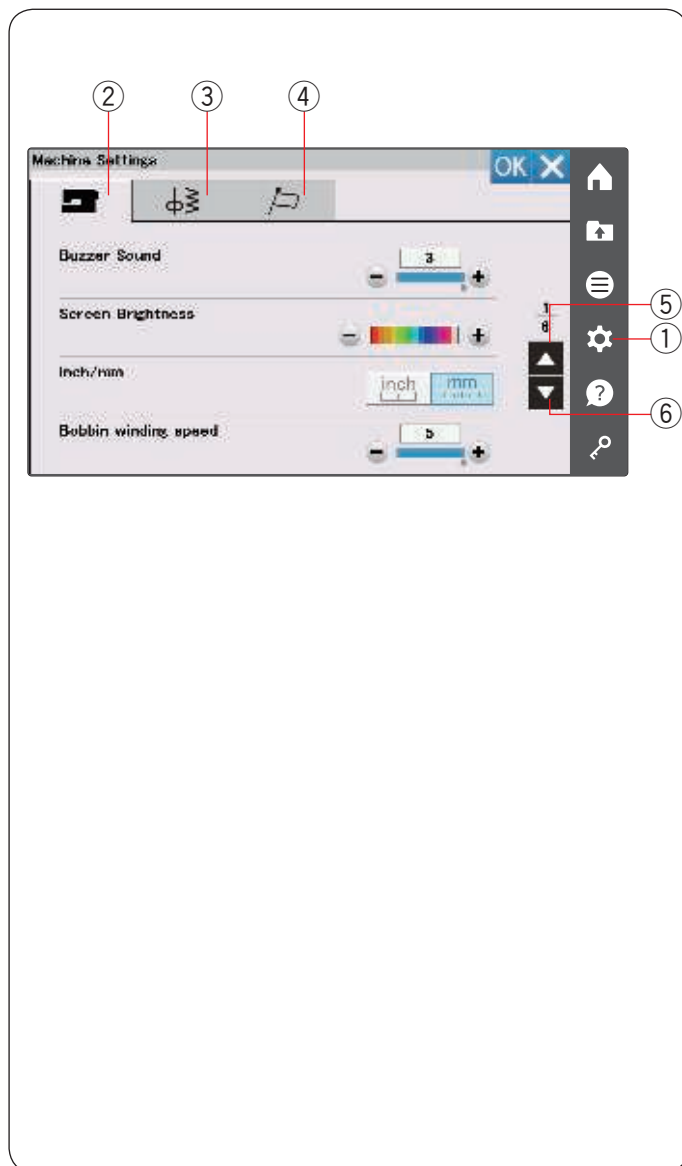 ② ③ ④
Machine Settings
OK
Buzzer Sound
3
⑤
Screen Brightness
1
6
①
Inch/mm
inch mm
⑥
Bobbin winding speed
5